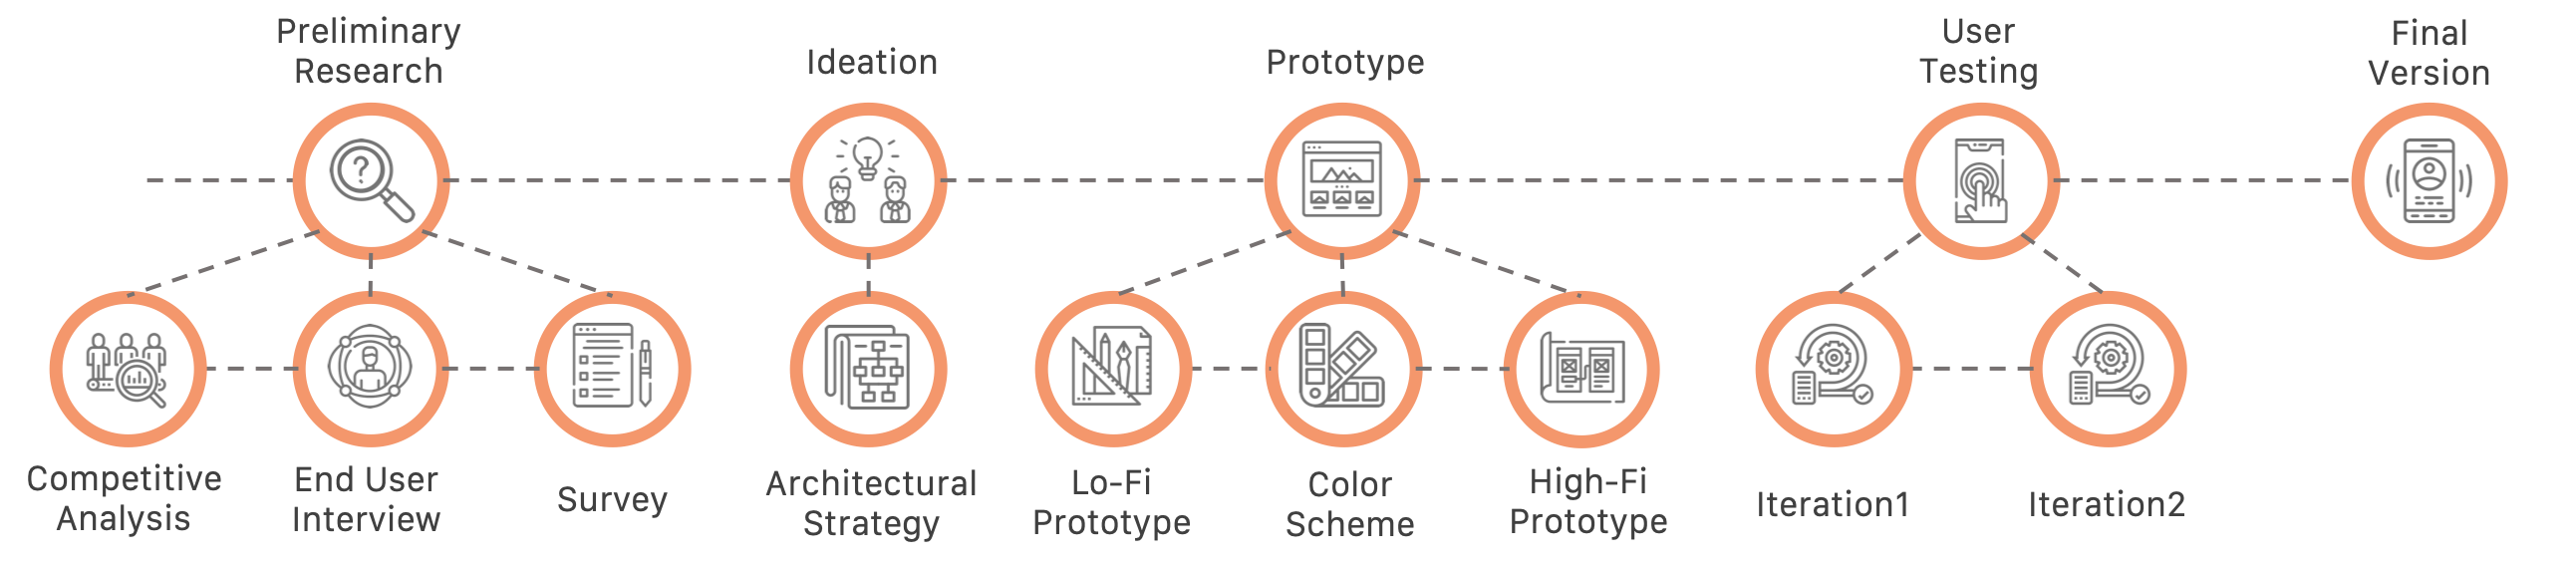 Preliminary
Research
Ideation
Prototype
User
Testing
Final
Version
?
Competitive
Analysis
End User
Interview
Survey
Architectural
Strategy
Lo-Fi
Prototype
Color
Scheme
High-Fi
Prototype
Iteration1
Iteration2